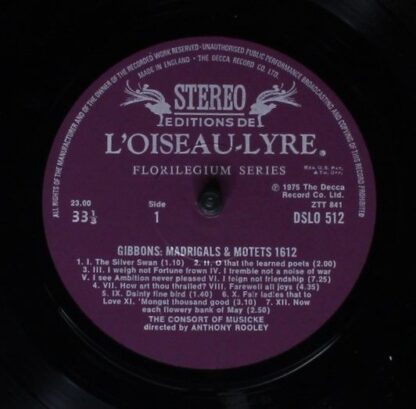 ALL RIGHTS OF THE MANUFACTURER AND OF THE OWNER OF THE RECORDED WORK RESERVED · UNAUTHORISED PUBLIC PERFORMANCE BROADCASTING AND COPYING OF THIS RECORD PROHIBITED
MADE IN ENGLAND · THE DECCA RECORD CO. LTD.
STEREO
EDITIONS DE
L'OISEAU-LYRE®
FLORILEGIUM SERIES
REG. U.S. PAT. & TM. OFF.
℗ 1975 The Decca
Record Co. Ltd.
23.00
Side
ZTT 841
33⅓
1
DSLO 512
GIBBONS: MADRIGALS & MOTETS 1612
1. I. The Silver Swan (1.10) 2. II. O that the learned poets (2.00)
3. III. I weigh not Fortune frown IV. I tremble not a noise of war
V. I see Ambition never pleased VI. I feign not friendship (7.25)
4. VII. How art thou thralled? VIII. Farewell all joys (4.35)
5. IX. Dainty fine bird (1.40) 6. X. Fair ladies that to
Love XI. 'Mongst thousand good (3.10) 7. XII. Now
each flowery bank of May (2.50)
THE CONSORT OF MUSICKE
directed by ANTHONY ROOLEY